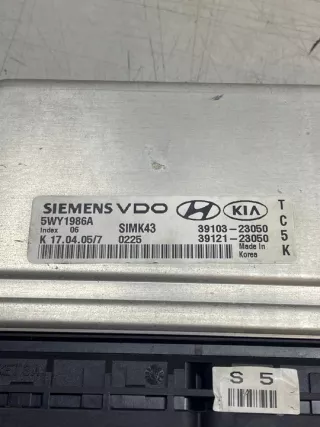 SIEMENS VDO KIA
5WY1986A
Index 06 SIMK43 39103-23050
K 17.04.05/7 0225 39121-23050
Made In
Korea
T
C
5
K
S 5